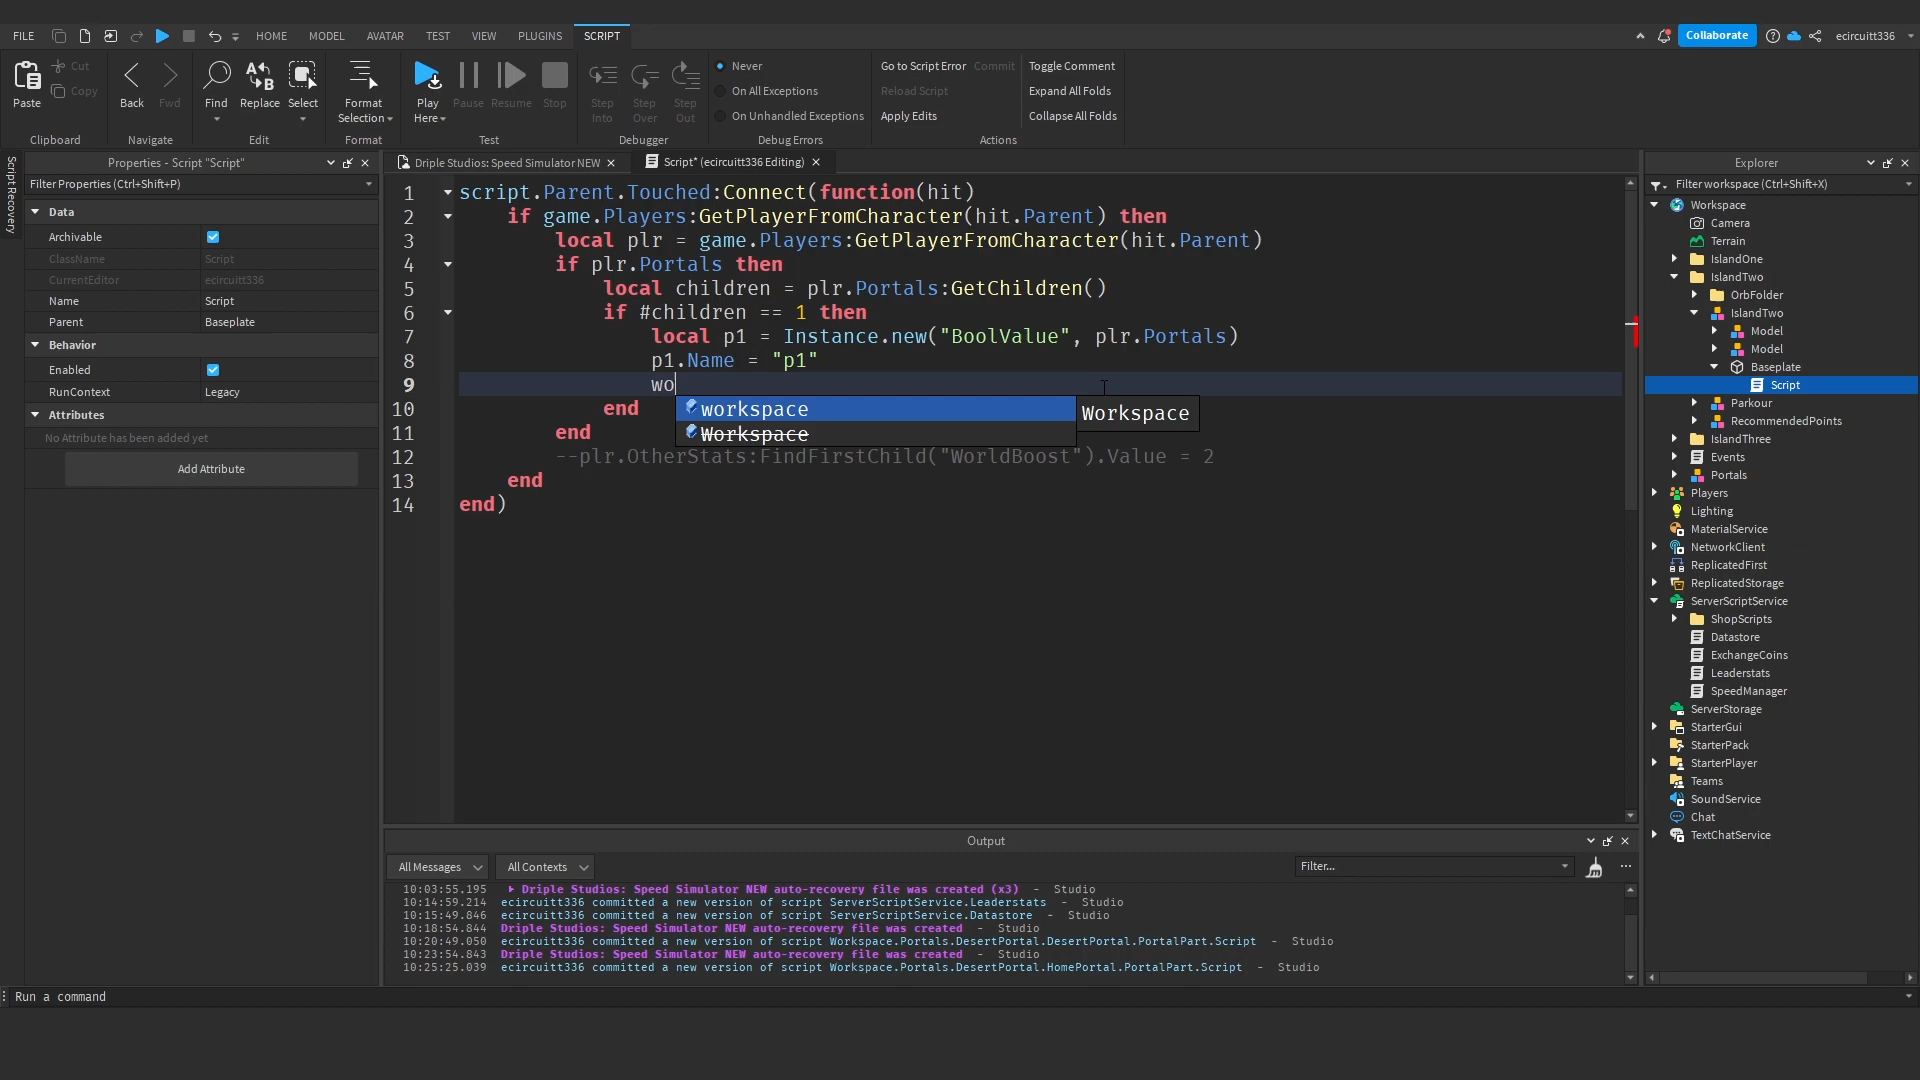 FILE HOME MODEL AVATAR TEST VIEW PLUGINS SCRIPT Collaborate ecircuitt336
Paste Cut Copy
Clipboard
Back Fwd
Navigate
Find Replace Select
Edit
Format Selection
Format
Play Here Pause Resume Stop
Test
Step Into Step Over Step Out
Debugger
Never
On All Exceptions
On Unhandled Exceptions
Debug Errors
Go to Script Error Commit
Reload Script
Apply Edits
Toggle Comment
Expand All Folds
Collapse All Folds
Actions
Script Recovery
Properties - Script "Script"
Filter Properties (Ctrl+Shift+P)
Data
Archivable
ClassName Script
CurrentEditor ecircuitt336
Name Script
Parent Baseplate
Behavior
Enabled
RunContext Legacy
Attributes
No Attribute has been added yet
Add Attribute
Driple Studios: Speed Simulator NEW
Script* (ecircuitt336 Editing)
1 script.Parent.Touched:Connect(function(hit)
2 if game.Players:GetPlayerFromCharacter(hit.Parent) then
3 local plr = game.Players:GetPlayerFromCharacter(hit.Parent)
4 if plr.Portals then
5 local children = plr.Portals:GetChildren()
6 if #children == 1 then
7 local p1 = Instance.new("BoolValue", plr.Portals)
8 p1.Name = "p1"
9 wo
workspace Workspace
Workspace
10 end
11 end
12 --plr.OtherStats:FindFirstChild("WorldBoost").Value = 2
13 end
14 end)
Output
All Messages All Contexts Filter...
10:03:55.195 Driple Studios: Speed Simulator NEW auto-recovery file was created (x3) - Studio
10:14:59.214 ecircuitt336 committed a new version of script ServerScriptService.Leaderstats - Studio
10:15:49.846 ecircuitt336 committed a new version of script ServerScriptService.Datastore - Studio
10:18:54.844 Driple Studios: Speed Simulator NEW auto-recovery file was created - Studio
10:20:49.050 ecircuitt336 committed a new version of script Workspace.Portals.DesertPortal.DesertPortal.PortalPart.Script - Studio
10:23:54.843 Driple Studios: Speed Simulator NEW auto-recovery file was created - Studio
10:25:25.039 ecircuitt336 committed a new version of script Workspace.Portals.DesertPortal.HomePortal.PortalPart.Script - Studio
Explorer
Filter workspace (Ctrl+Shift+X)
Workspace
Camera
Terrain
IslandOne
IslandTwo
OrbFolder
IslandTwo
Model
Model
Baseplate
Script
Parkour
RecommendedPoints
IslandThree
Events
Portals
Players
Lighting
MaterialService
NetworkClient
ReplicatedFirst
ReplicatedStorage
ServerScriptService
ShopScripts
Datastore
ExchangeCoins
Leaderstats
SpeedManager
ServerStorage
StarterGui
StarterPack
StarterPlayer
Teams
SoundService
Chat
TextChatService
Run a command